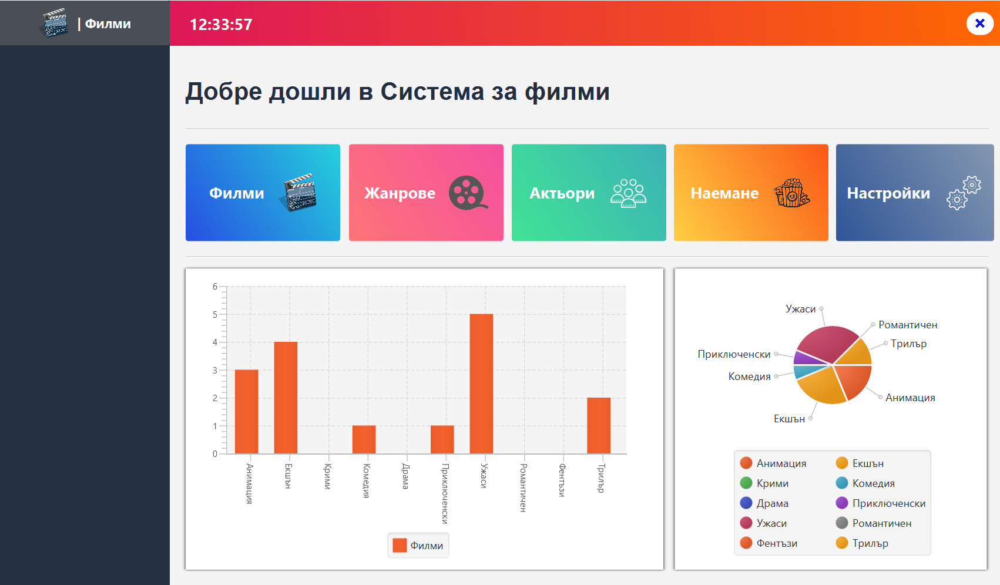 | Филми
12:33:57
Добре дошли в Система за филми
Филми
Жанрове
Актьори
Наемане
Настройки
6
5
4
3
2
1
0
Анимация
Екшън
Крими
Комедия
Драма
Приключенски
Ужаси
Романтичен
Фентъзи
Трилър
Филми
Ужаси
Романтичен
Трилър
Приключенски
Комедия
Анимация
Екшън
Анимация
Екшън
Крими
Комедия
Драма
Приключенски
Ужаси
Романтичен
Фентъзи
Трилър